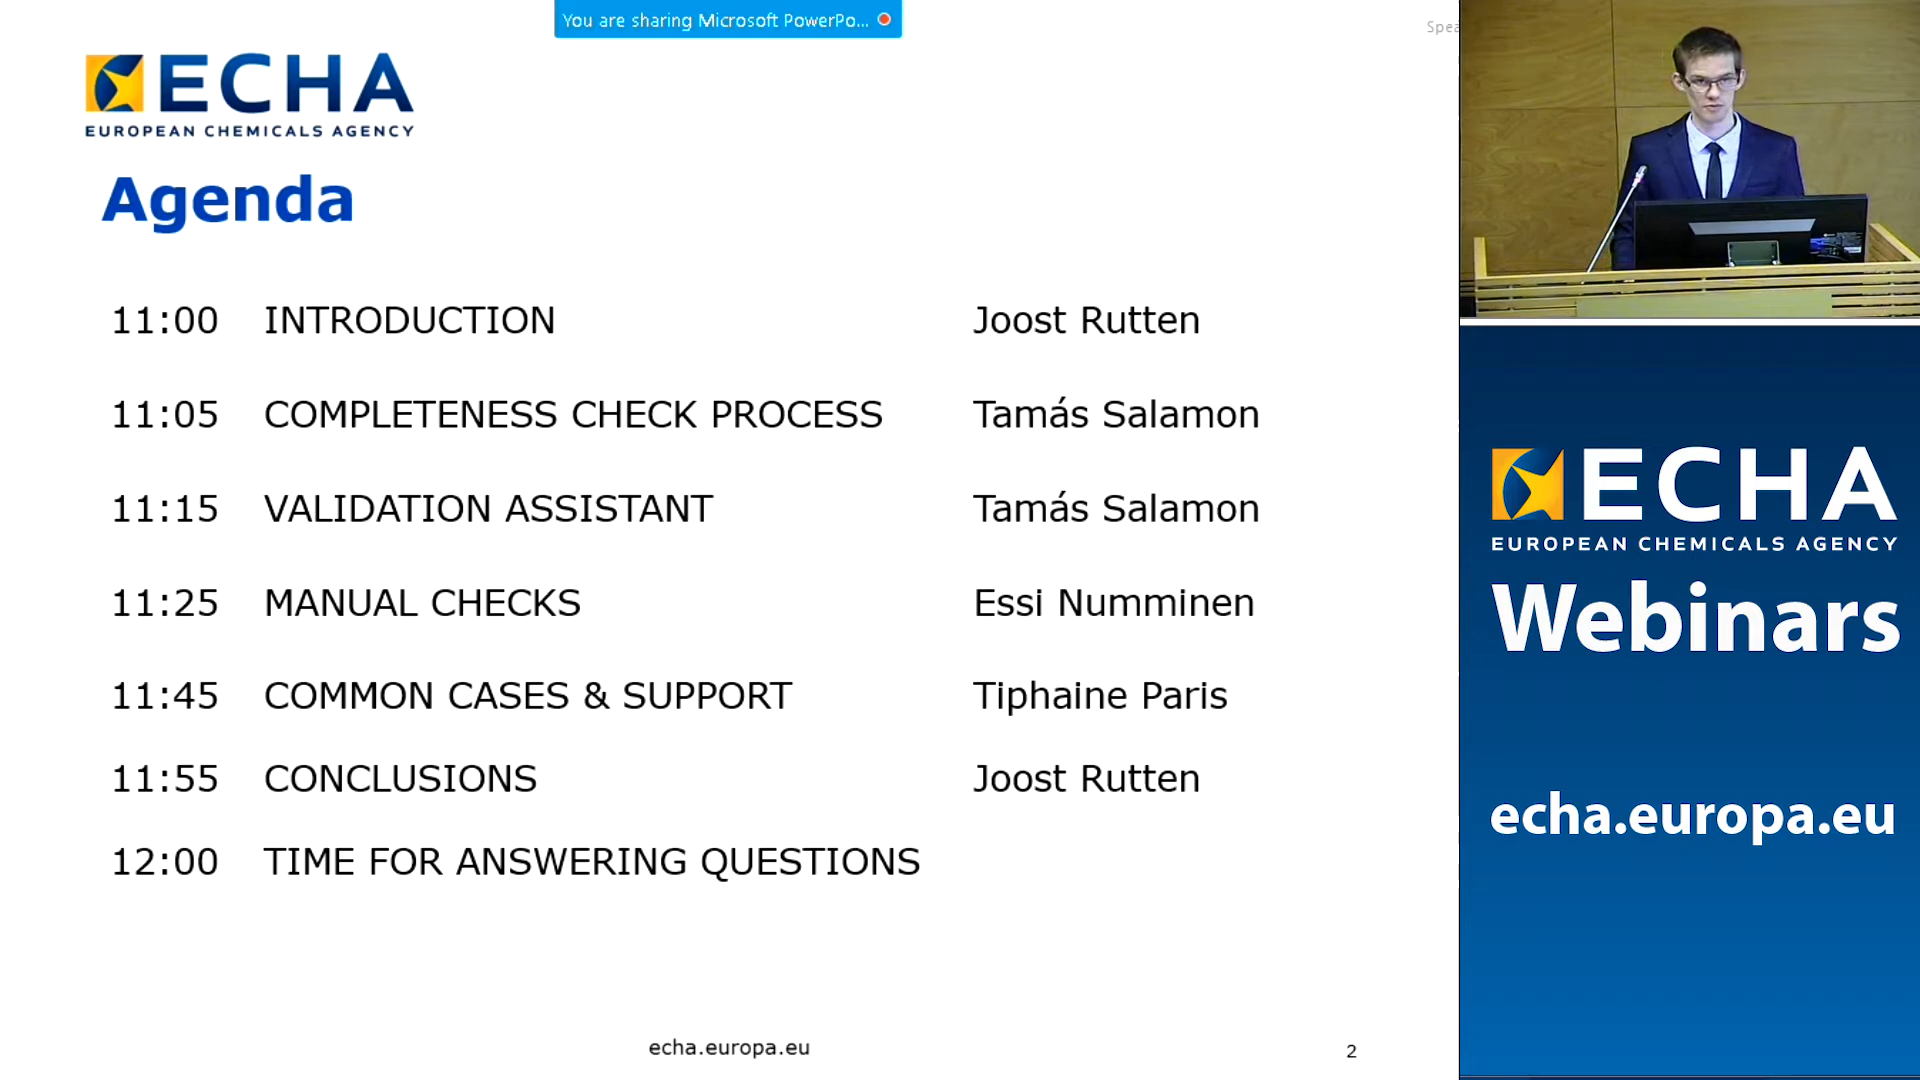 You are sharing Microsoft PowerPo...
Spea
ECHA
EUROPEAN CHEMICALS AGENCY
Agenda
11:00 INTRODUCTION Joost Rutten
11:05 COMPLETENESS CHECK PROCESS Tamás Salamon
11:15 VALIDATION ASSISTANT Tamás Salamon
11:25 MANUAL CHECKS Essi Numminen
11:45 COMMON CASES & SUPPORT Tiphaine Paris
11:55 CONCLUSIONS Joost Rutten
12:00 TIME FOR ANSWERING QUESTIONS
echa.europa.eu
2
ECHA
EUROPEAN CHEMICALS AGENCY
Webinars
echa.europa.eu